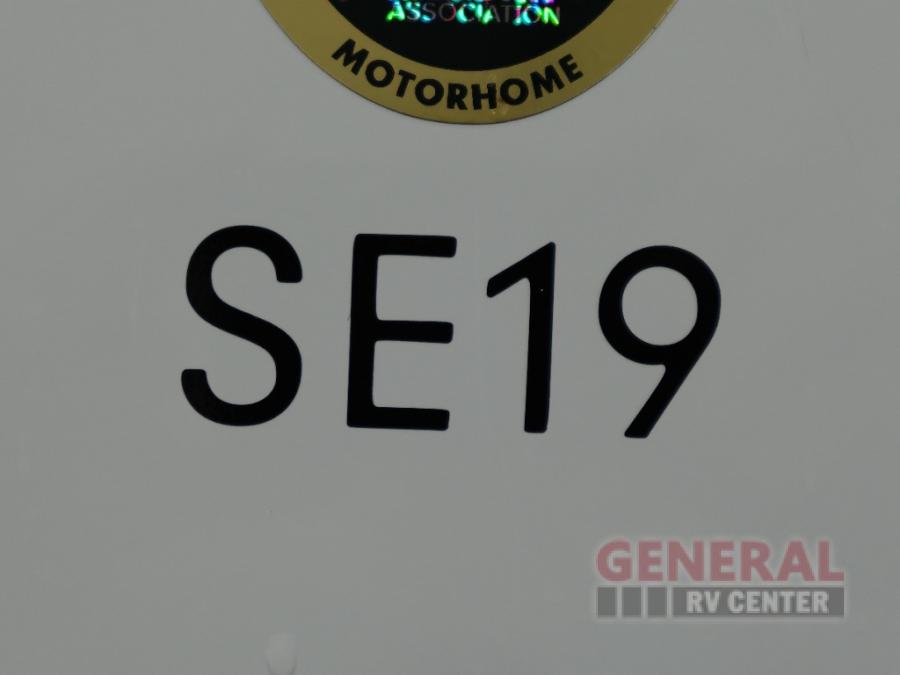 ASSOCIATION
MOTORHOME
SE19
GENERAL
RV CENTER